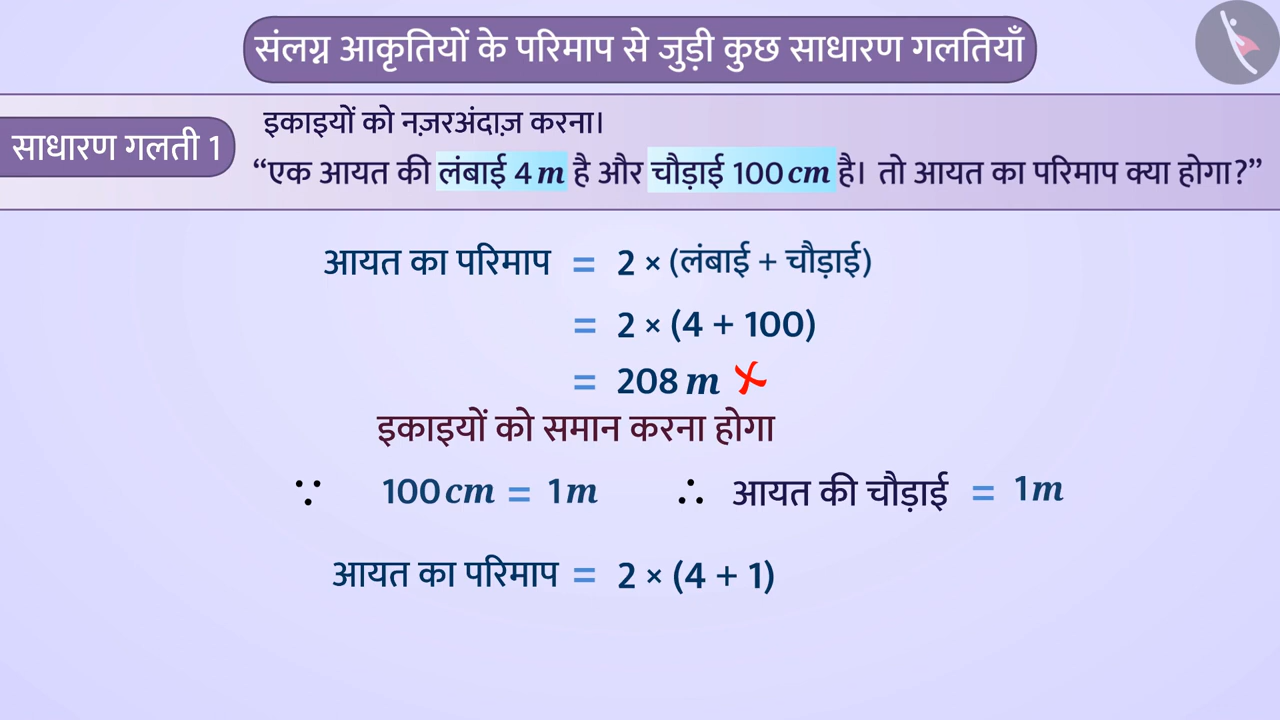 संलग्न आकृतियों के परिमाप से जुड़ी कुछ साधारण गलतियाँ
साधारण गलती 1
इकाइयों को नज़रअंदाज़ करना।
“एक आयत की लंबाई 4 m है और चौड़ाई 100 cm है। तो आयत का परिमाप क्या होगा?”
आयत का परिमाप = 2 × (लंबाई + चौड़ाई)
= 2 × (4 + 100)
= 208 m ✗
इकाइयों को समान करना होगा
∵ 100 cm = 1 m ∴ आयत की चौड़ाई = 1 m
आयत का परिमाप = 2 × (4 + 1)